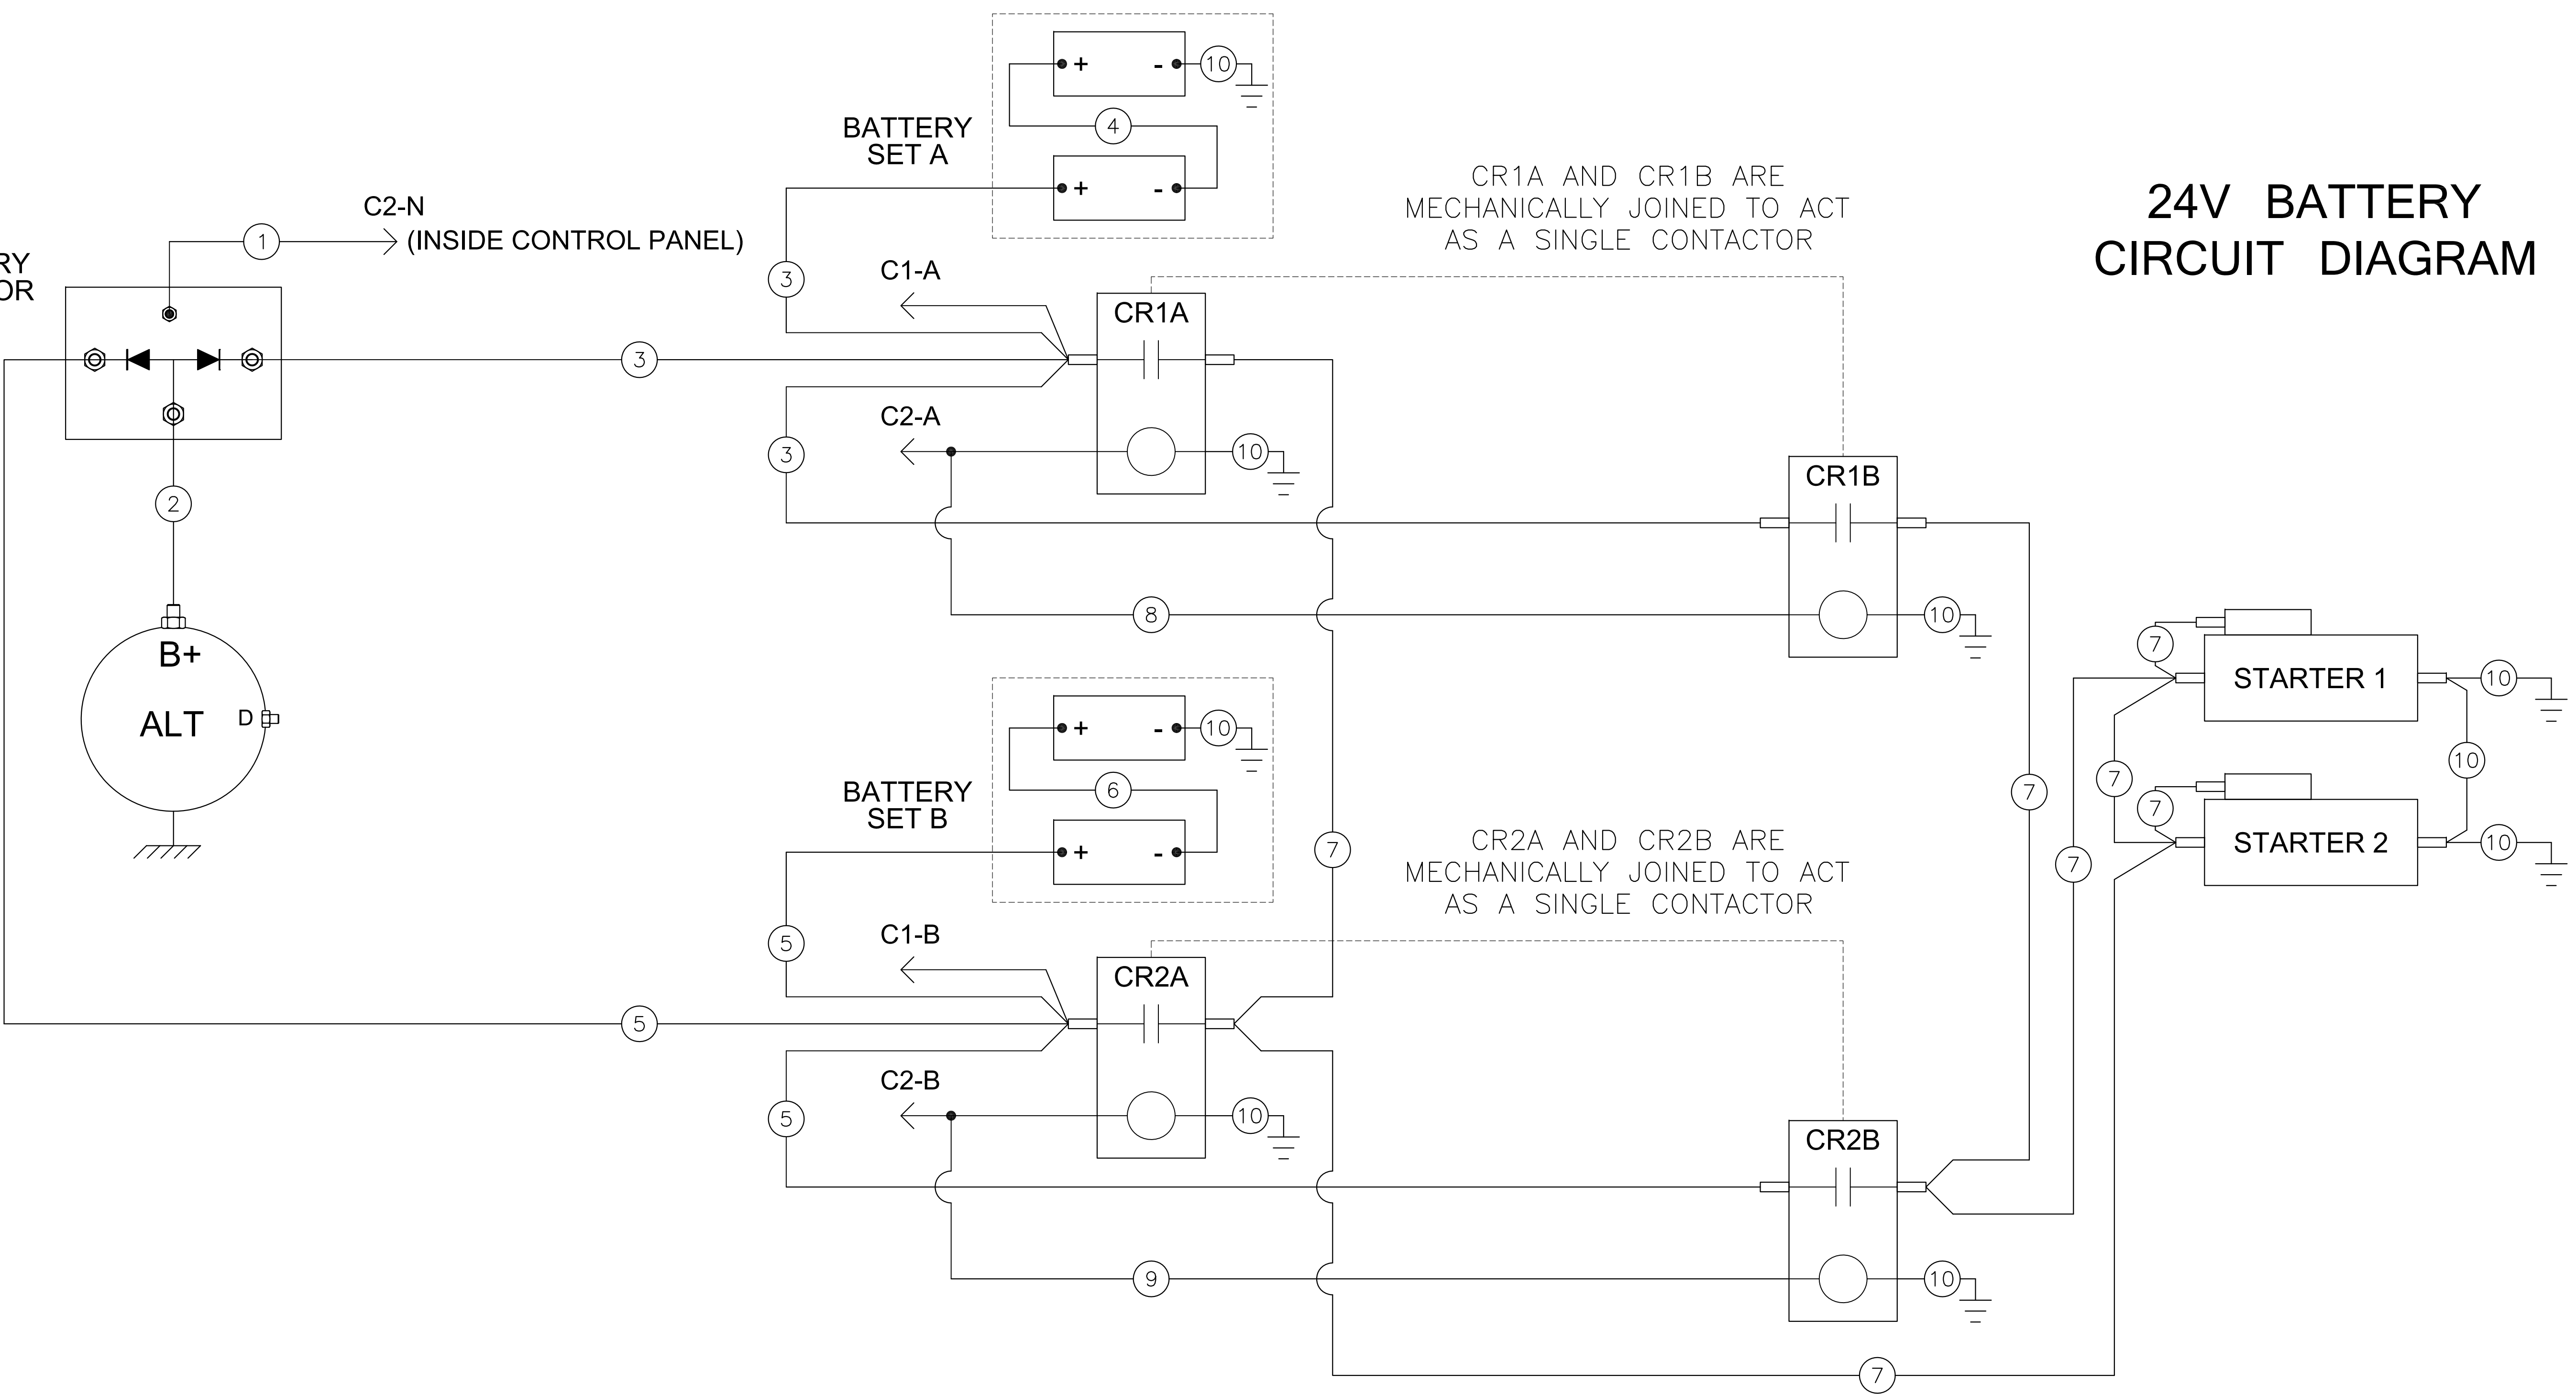 24V BATTERY
CIRCUIT DIAGRAM
BATTERY
SET A
+ - 10
4
+ -
CR1A AND CR1B ARE
MECHANICALLY JOINED TO ACT
AS A SINGLE CONTACTOR
C2-N
1
(INSIDE CONTROL PANEL)
RY
OR
3
C1-A
CR1A
3
C2-A
3
10
CR1B
2
8
10
B+
ALT
D
7
STARTER 1
10
BATTERY
SET B
+ - 10
6
+ -
7
7
10
7
STARTER 2
10
7
7
CR2A AND CR2B ARE
MECHANICALLY JOINED TO ACT
AS A SINGLE CONTACTOR
5
C1-B
CR2A
5
C2-B
5
10
CR2B
9
10
7